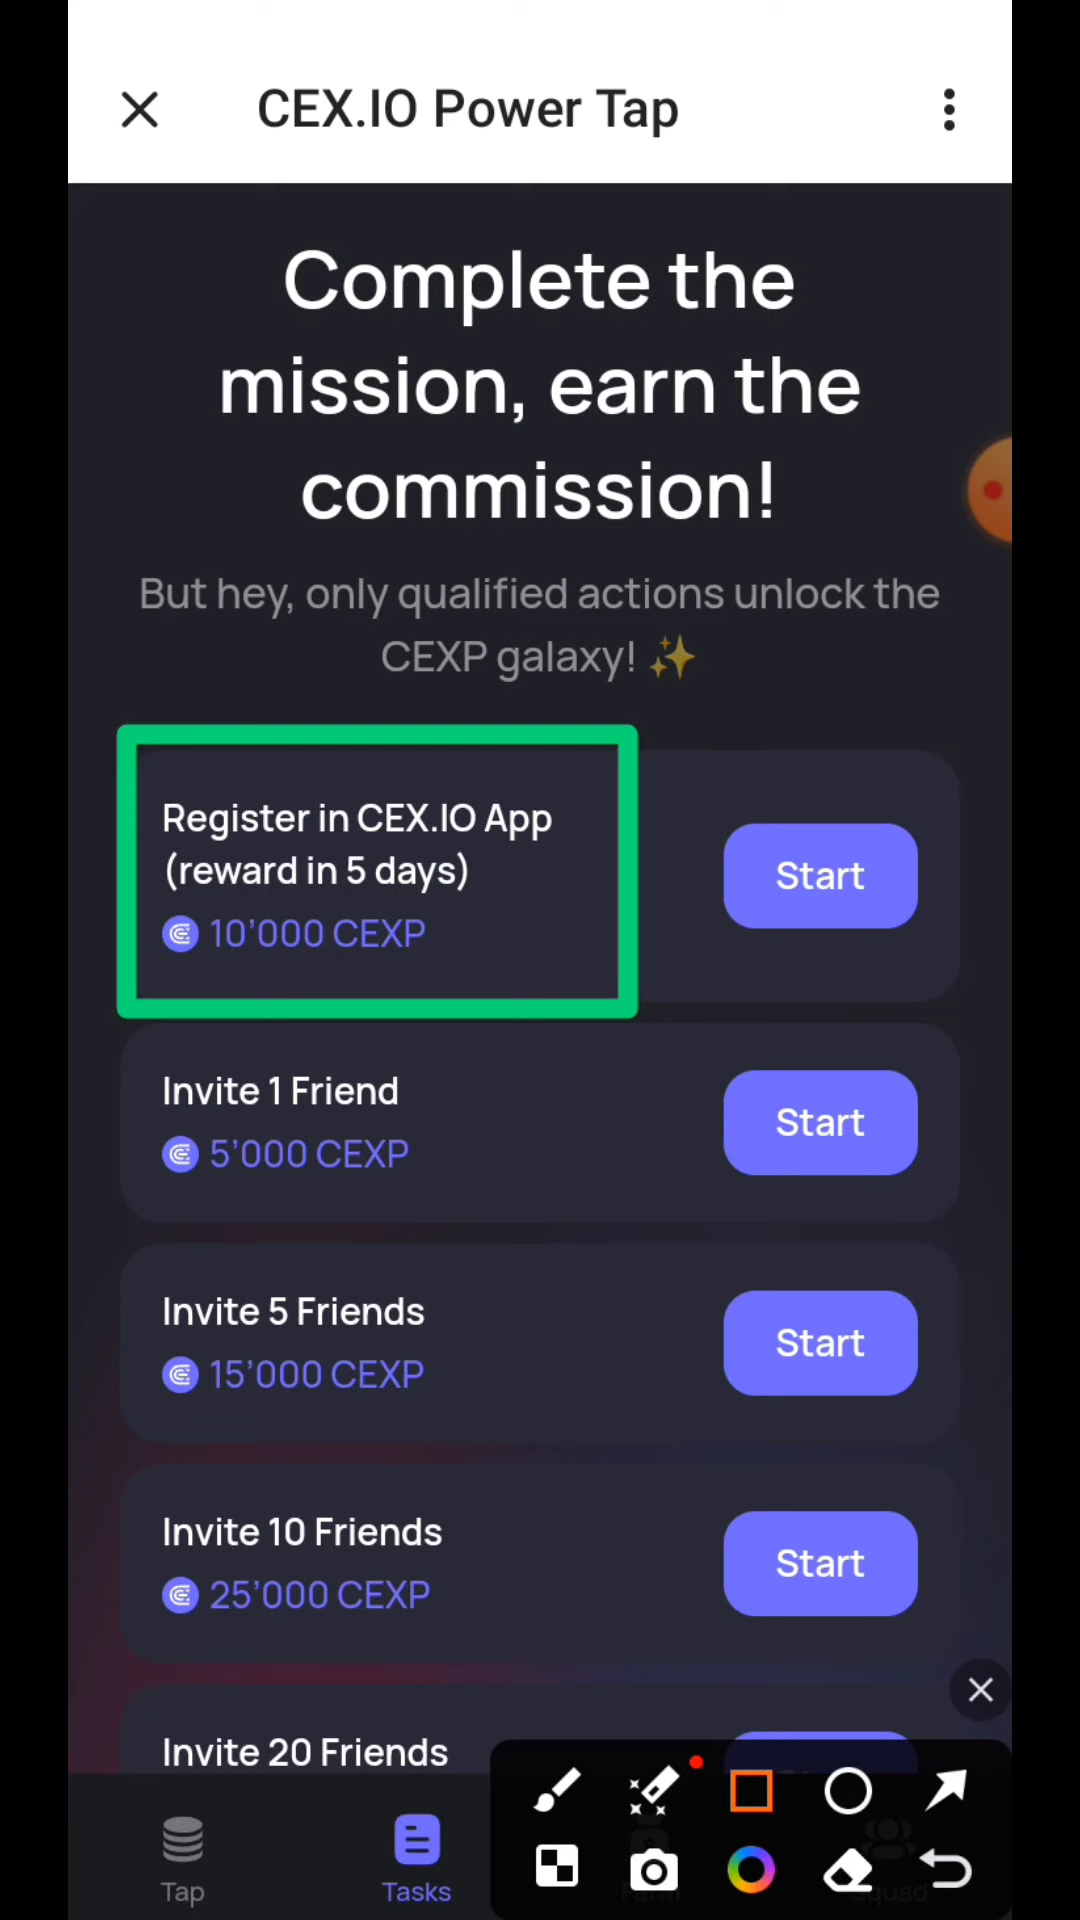 CEX.IO Power Tap
Complete the
mission, earn the
commission!
But hey, only qualified actions unlock the
CEXP galaxy! ✨
Register in CEX.IO App
(reward in 5 days)
10’000 CEXP
Start
Invite 1 Friend
5’000 CEXP
Start
Invite 5 Friends
15’000 CEXP
Start
Invite 10 Friends
25’000 CEXP
Start
Invite 20 Friends
Tap
Tasks
Farm
Squad